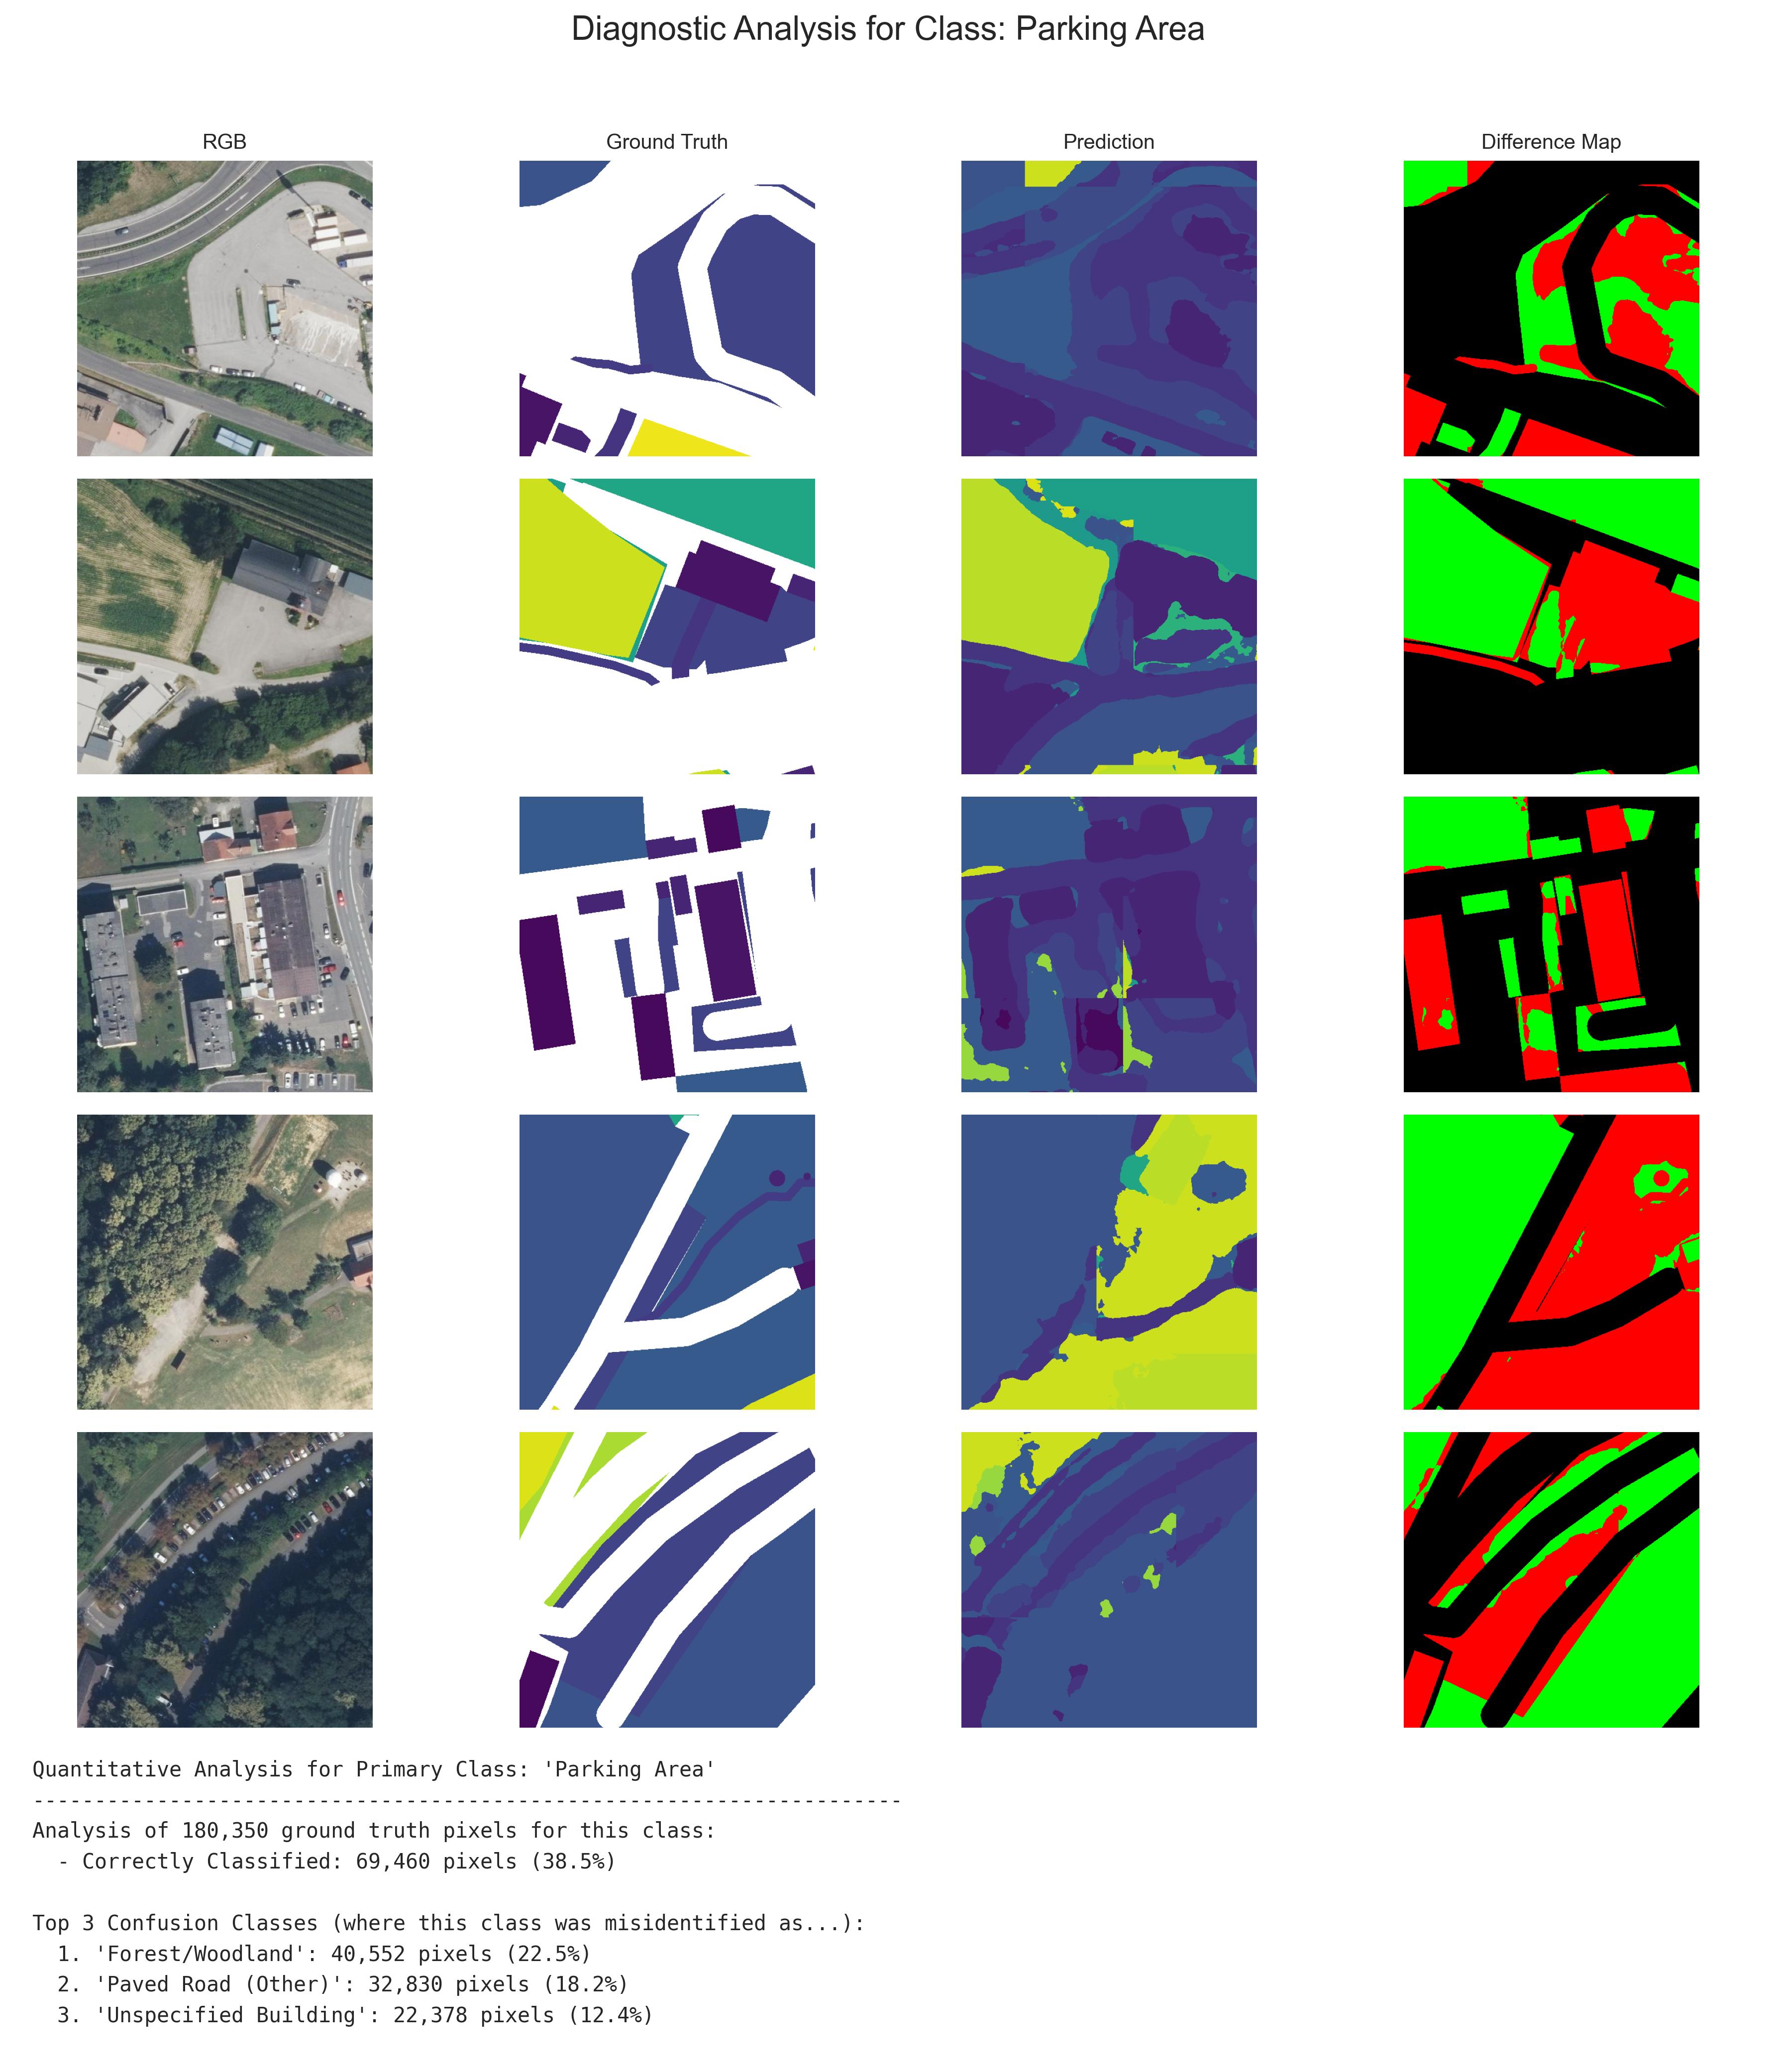 Diagnostic Analysis for Class: Parking Area
RGB
Ground Truth
Prediction
Difference Map
Quantitative Analysis for Primary Class: 'Parking Area'
----------------------------------------------------------------------
Analysis of 180,350 ground truth pixels for this class:
- Correctly Classified: 69,460 pixels (38.5%)
Top 3 Confusion Classes (where this class was misidentified as...):
1. 'Forest/Woodland': 40,552 pixels (22.5%)
2. 'Paved Road (Other)': 32,830 pixels (18.2%)
3. 'Unspecified Building': 22,378 pixels (12.4%)